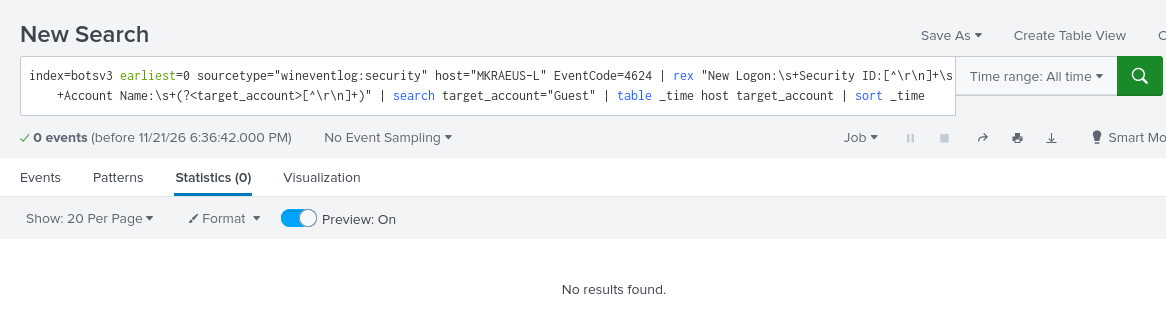 New Search
Save As Create Table View
index=botsv3 earliest=0 sourcetype="wineventlog:security" host="MKRAEUS-L" EventCode=4624 | rex "New Logon:\s+Security ID:[^\r\n]+\s
+Account Name:\s+(?<target_account>[^\r\n]+)" | search target_account="Guest" | table _time host target_account | sort _time
Time range: All time
0 events (before 11/21/26 6:36:42.000 PM) No Event Sampling Job Smart Mo
Events Patterns Statistics (0) Visualization
Show: 20 Per Page Format Preview: On
No results found.